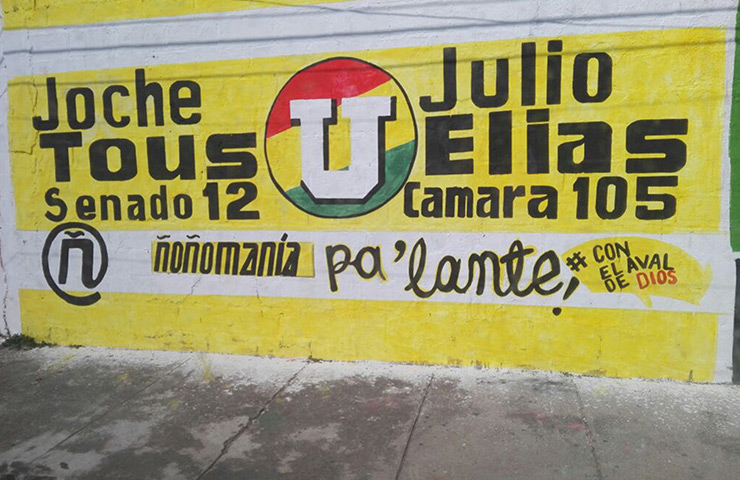 Joche
Tous
Senado 12
U
Julio
Elias
Camara 105
ñ
ñoñomanía pa'lante,
# CON
EL AVAL
DE DIOS